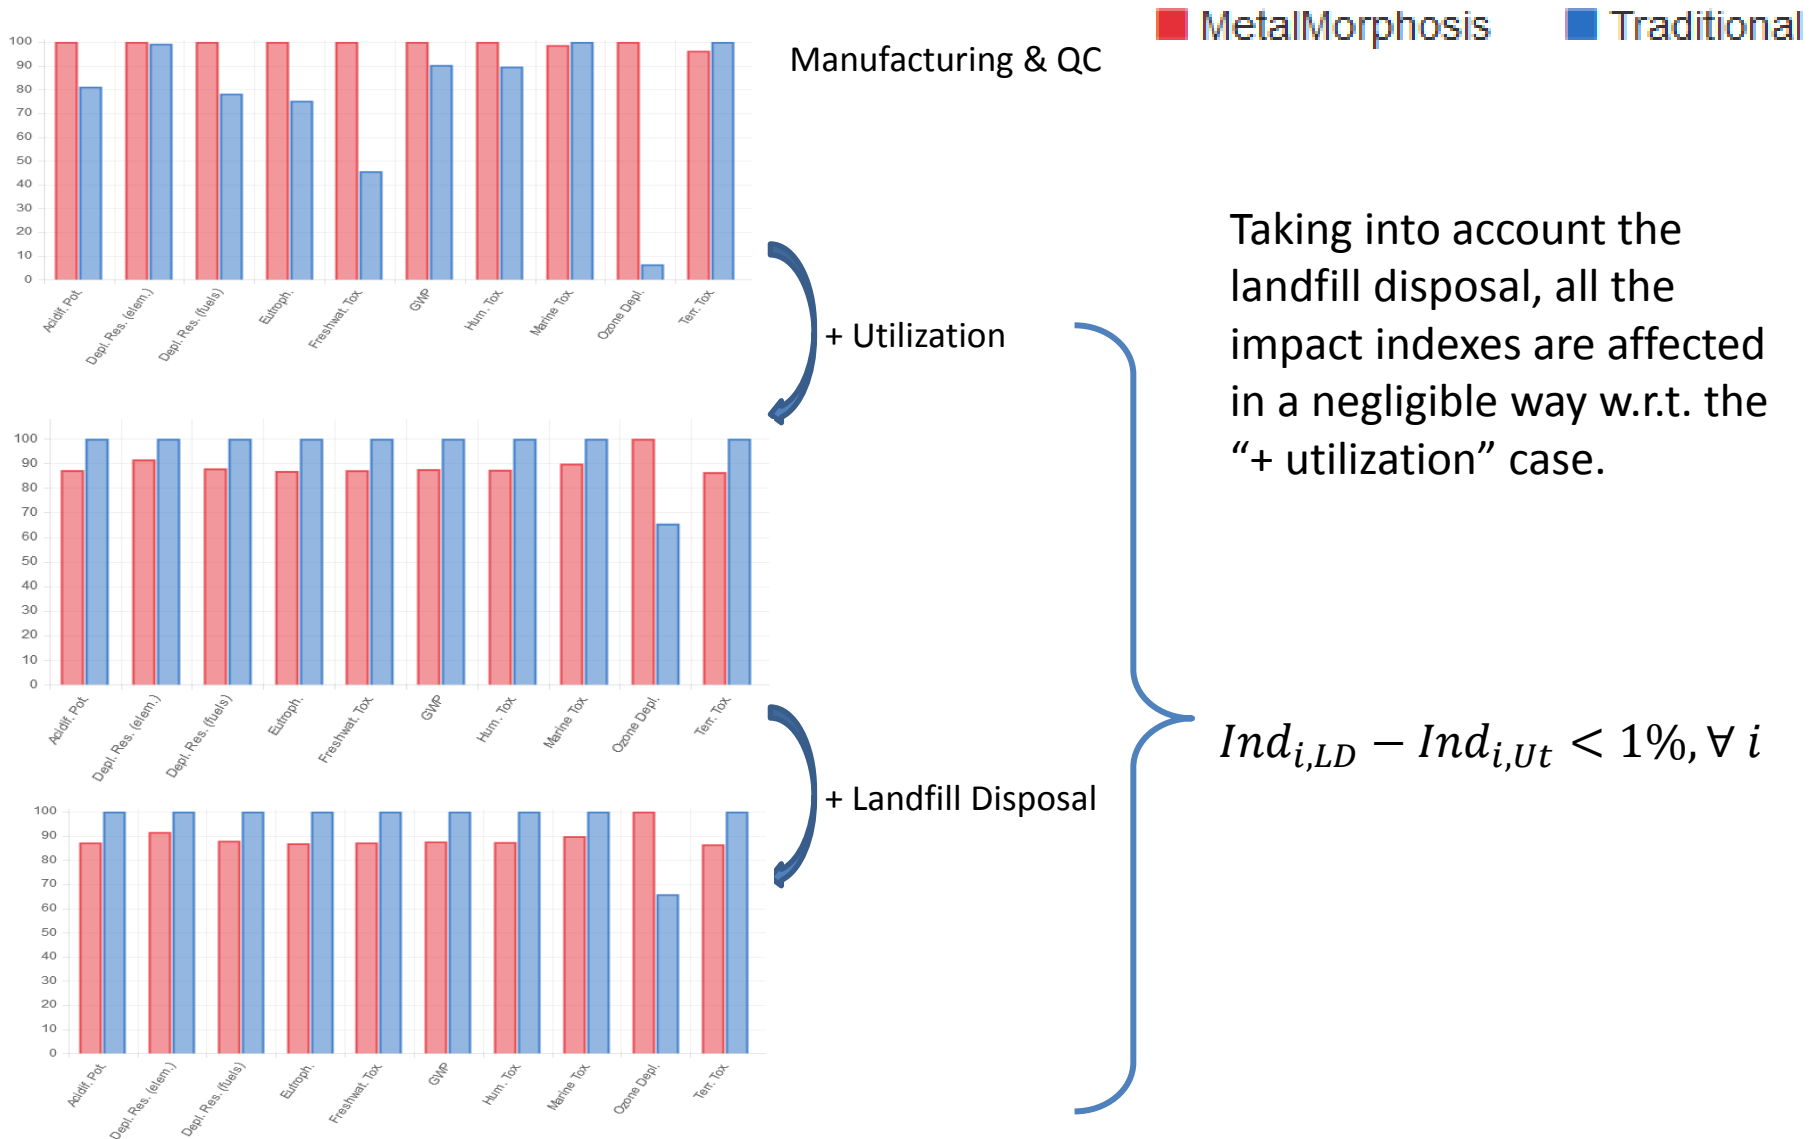 MetalMorphosis
Traditional
Manufacturing & QC
100
90
80
70
60
50
40
30
20
10
0
Acidif. Pot.
Depl. Res. (elem.)
Depl. Res. (fuels)
Eutroph.
Freshwat. Tox.
GWP
Hum. Tox.
Marine Tox.
Ozone Depl.
Terr. Tox.
+ Utilization
100
90
80
70
60
50
40
30
20
10
0
Acidif. Pot.
Depl. Res. (elem.)
Depl. Res. (fuels)
Eutroph.
Freshwat. Tox.
GWP
Hum. Tox.
Marine Tox.
Ozone Depl.
Terr. Tox.
+ Landfill Disposal
100
90
80
70
60
50
40
30
20
10
0
Acidif. Pot.
Depl. Res. (elem.)
Depl. Res. (fuels)
Eutroph.
Freshwat. Tox.
GWP
Hum. Tox.
Marine Tox.
Ozone Depl.
Terr. Tox.
Taking into account the
landfill disposal, all the
impact indexes are affected
in a negligible way w.r.t. the
“+ utilization” case.
Ind_{i,LD} − Ind_{i,Ut} < 1%, ∀ i